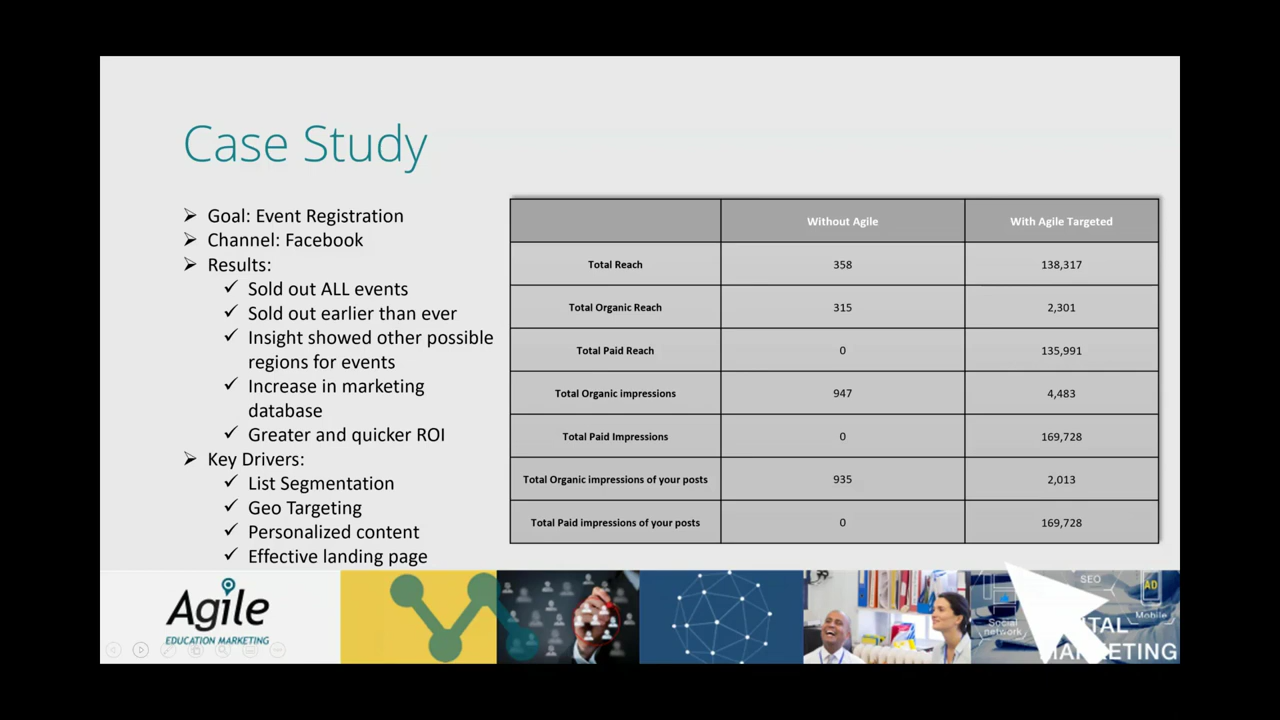 Case Study
Goal: Event Registration
Channel: Facebook
Results:
Sold out ALL events
Sold out earlier than ever
Insight showed other possible
regions for events
Increase in marketing
database
Greater and quicker ROI
Key Drivers:
List Segmentation
Geo Targeting
Personalized content
Effective landing page
Without Agile With Agile Targeted
Total Reach 358 138,317
Total Organic Reach 315 2,301
Total Paid Reach 0 135,991
Total Organic impressions 947 4,483
Total Paid Impressions 0 169,728
Total Organic impressions of your posts 935 2,013
Total Paid impressions of your posts 0 169,728
Agile
EDUCATION MARKETING
SEO
AD
Mobile
Social
network
MARKETING